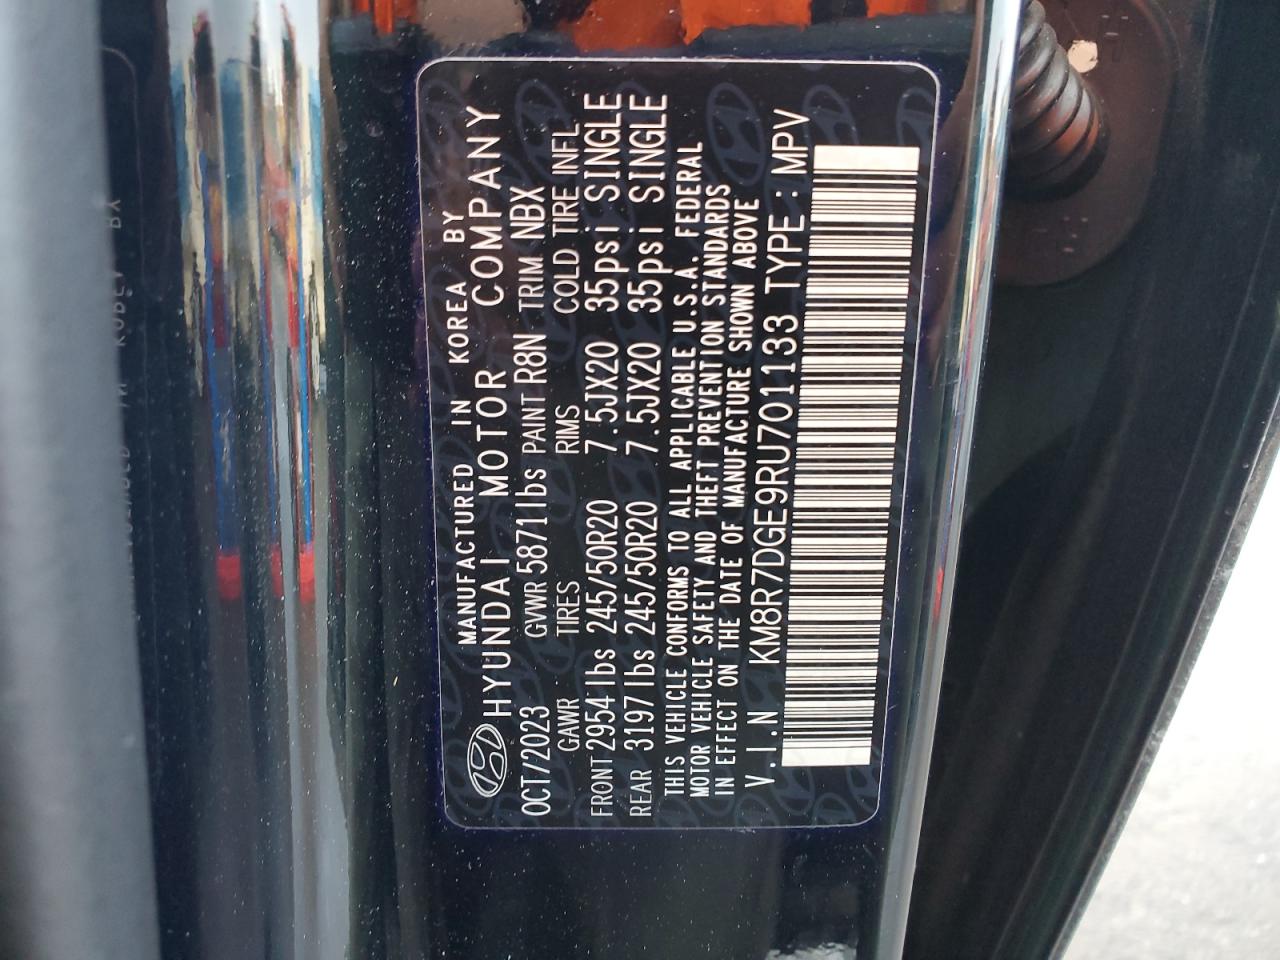 MANUFACTURED IN KOREA BY
HYUNDAI MOTOR COMPANY
OCT/2023 GVWR 5871lbs PAINT R8N TRIM NBX
GAWR TIRES RIMS COLD TIRE INFL
FRONT 2954lbs 245/50R20 7.5JX20 35psi SINGLE
REAR 3197lbs 245/50R20 7.5JX20 35psi SINGLE
THIS VEHICLE CONFORMS TO ALL APPLICABLE U.S.A. FEDERAL
MOTOR VEHICLE SAFETY AND THEFT PREVENTION STANDARDS
IN EFFECT ON THE DATE OF MANUFACTURE SHOWN ABOVE
V.I.N KM8R7DGE9RU701133 TYPE : MPV